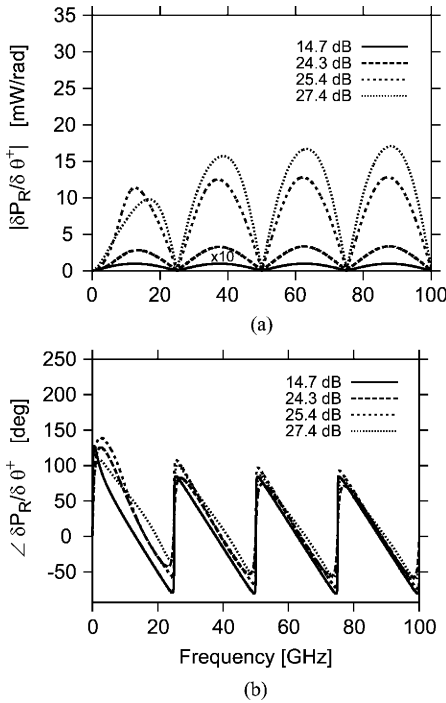 (a)
35
30
25
20
15
10
5
0
|δP_R/δ θ⁺| [mW/rad]
14.7 dB
24.3 dB
25.4 dB
27.4 dB
x10
0 20 40 60 80 100
(a)
250
200
150
100
50
0
-50
∠ δP_R/δ θ⁺ [deg]
14.7 dB
24.3 dB
25.4 dB
27.4 dB
0 20 40 60 80 100
Frequency [GHz]
(b)